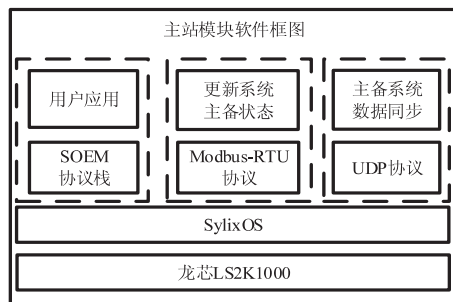 主站模块软件框图
用户应用
更新系统
主备状态
主备系统
数据同步
SOEM
协议栈
Modbus-RTU
协议
UDP协议
SylixOS
龙芯LS2K1000